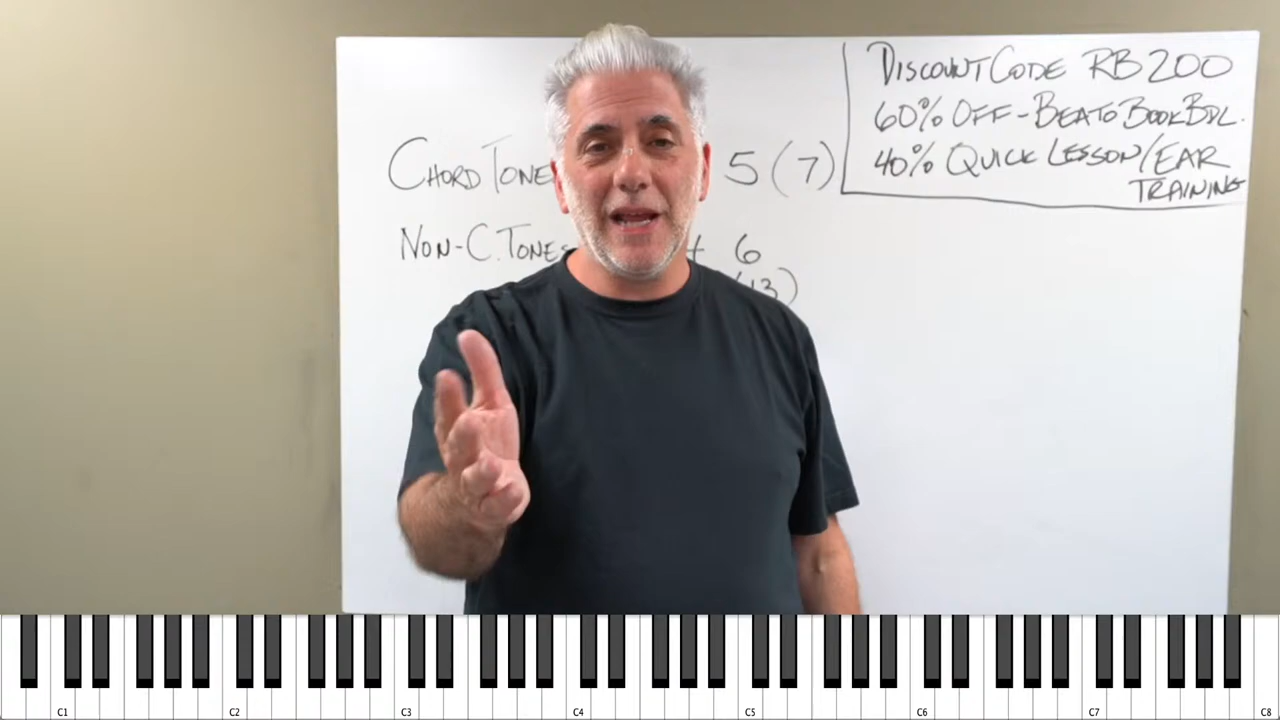 CHORD TONE 5 (7)
NON-C. TONES 6
(13)
DISCOUNT CODE RB200
60% OFF - BEATO BOOK BDL.
40% QUICK LESSON/EAR
TRAINING
C1 C2 C3 C4 C5 C6 C7 C8